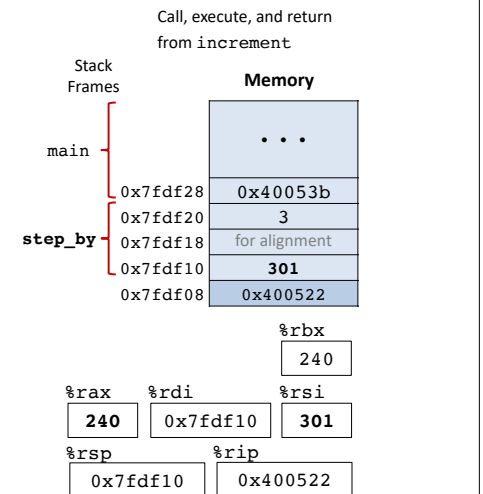 Call, execute, and return
from increment
Stack
Frames
Memory
• • •
main
0x7fdf28 0x40053b
0x7fdf20 3
step_by 0x7fdf18 for alignment
0x7fdf10 301
0x7fdf08 0x400522
%rbx
240
%rax %rdi %rsi
240 0x7fdf10 301
%rsp %rip
0x7fdf10 0x400522